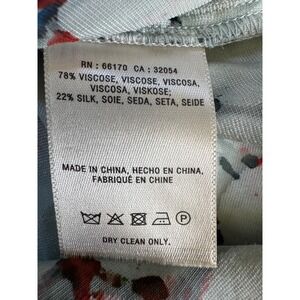 RN : 66170 CA : 32054
78% VISCOSE, VISCOSE, VISCOSA,
VISCOSA, VISKOSE;
22% SILK, SOIE, SEDA, SETA, SEIDE
MADE IN CHINA, HECHO EN CHINA,
FABRIQUÉ EN CHINE
P
DRY CLEAN ONLY.